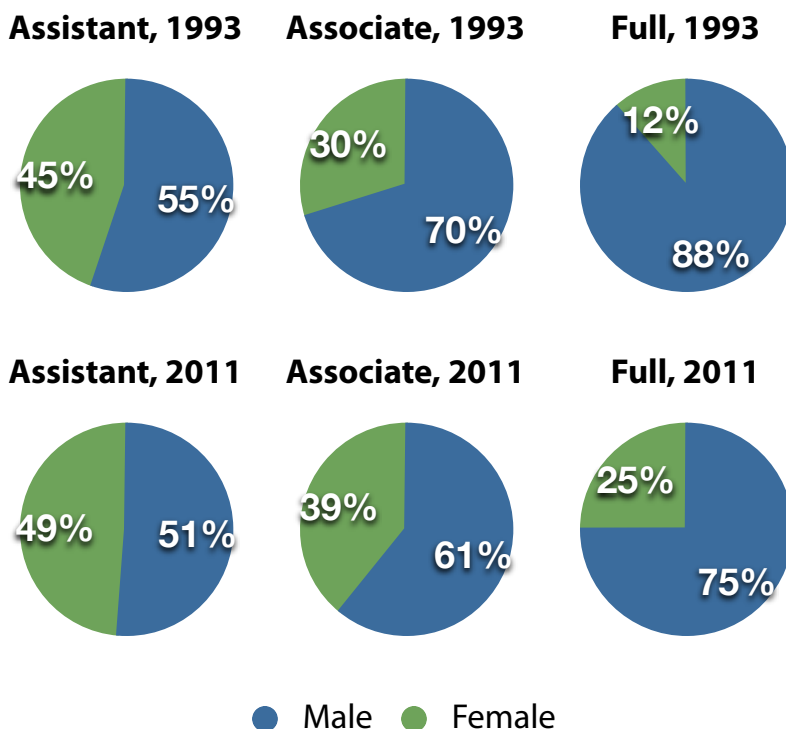 Assistant, 1993 Associate, 1993 Full, 1993
45% 55% 30% 70% 12% 88%
Assistant, 2011 Associate, 2011 Full, 2011
49% 51% 39% 61% 25% 75%
Male Female